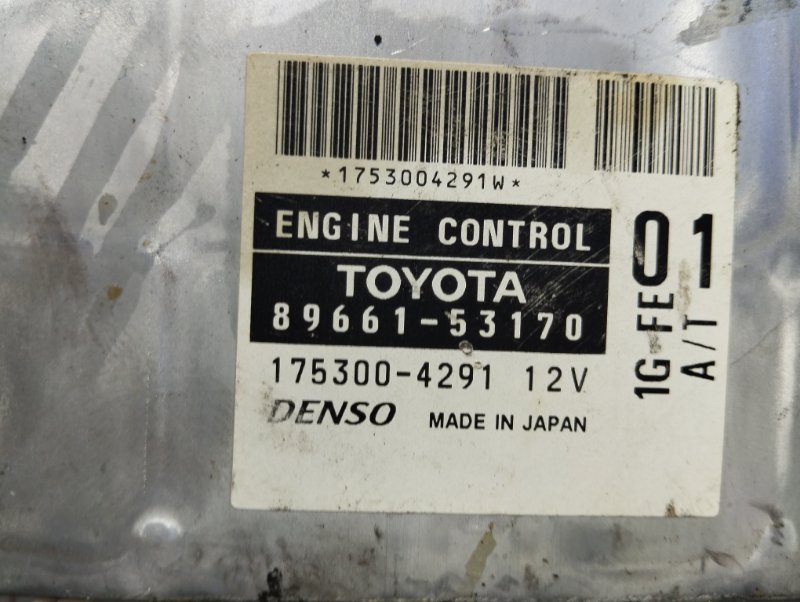 *1753004291W*
ENGINE CONTROL
TOYOTA
89661-53170
175300-4291 12V
DENSO MADE IN JAPAN
01
1G FE
A/T